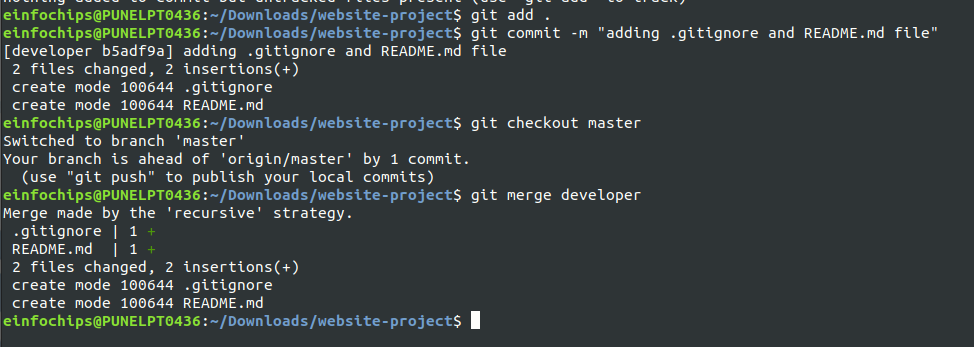 nothing added to commit but untracked files present (use "git add" to track)
einfochips@PUNELPT0436:~/Downloads/website-project$ git add .
einfochips@PUNELPT0436:~/Downloads/website-project$ git commit -m "adding .gitignore and README.md file"
[developer b5adf9a] adding .gitignore and README.md file
 2 files changed, 2 insertions(+)
 create mode 100644 .gitignore
 create mode 100644 README.md
einfochips@PUNELPT0436:~/Downloads/website-project$ git checkout master
Switched to branch 'master'
Your branch is ahead of 'origin/master' by 1 commit.
  (use "git push" to publish your local commits)
einfochips@PUNELPT0436:~/Downloads/website-project$ git merge developer
Merge made by the 'recursive' strategy.
 .gitignore | 1 +
 README.md  | 1 +
 2 files changed, 2 insertions(+)
 create mode 100644 .gitignore
 create mode 100644 README.md
einfochips@PUNELPT0436:~/Downloads/website-project$